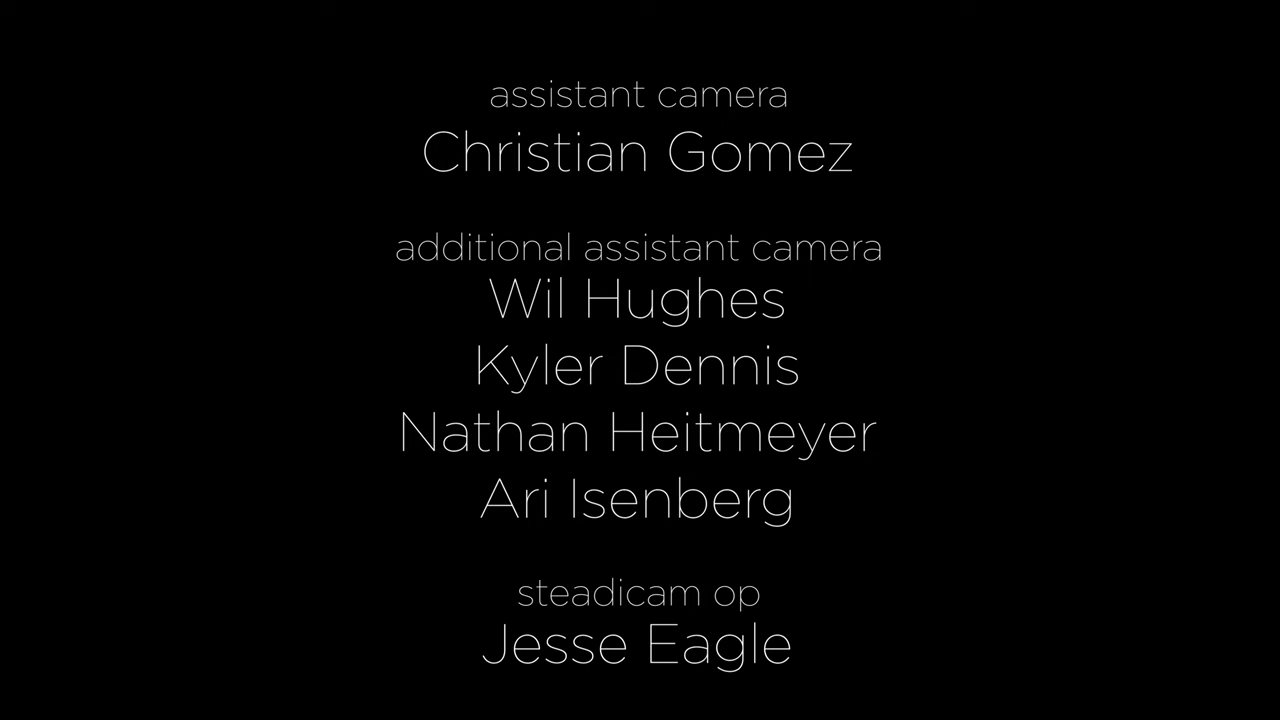 assistant camera
Christian Gomez
additional assistant camera
Wil Hughes
Kyler Dennis
Nathan Heitmeyer
Ari Isenberg
steadicam op
Jesse Eagle